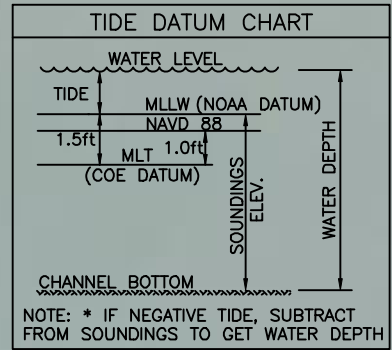 TIDE DATUM CHART
WATER LEVEL
TIDE
MLLW (NOAA DATUM)
NAVD 88
1.5ft
1.0ft
MLT
(COE DATUM)
SOUNDINGS
ELEV.
WATER DEPTH
CHANNEL BOTTOM
NOTE: * IF NEGATIVE TIDE, SUBTRACT
FROM SOUNDINGS TO GET WATER DEPTH